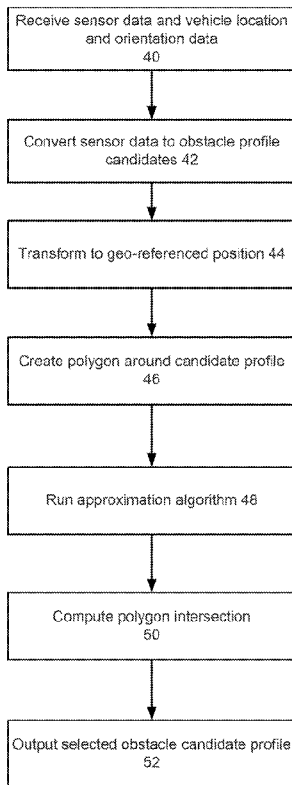 Receive sensor data and vehicle location
and orientation data
40
Convert sensor data to obstacle profile
candidates 42
Transform to geo-referenced position 44
Create polygon around candidate profile
46
Run approximation algorithm 48
Compute polygon intersection
50
Output selected obstacle candidate profile
52